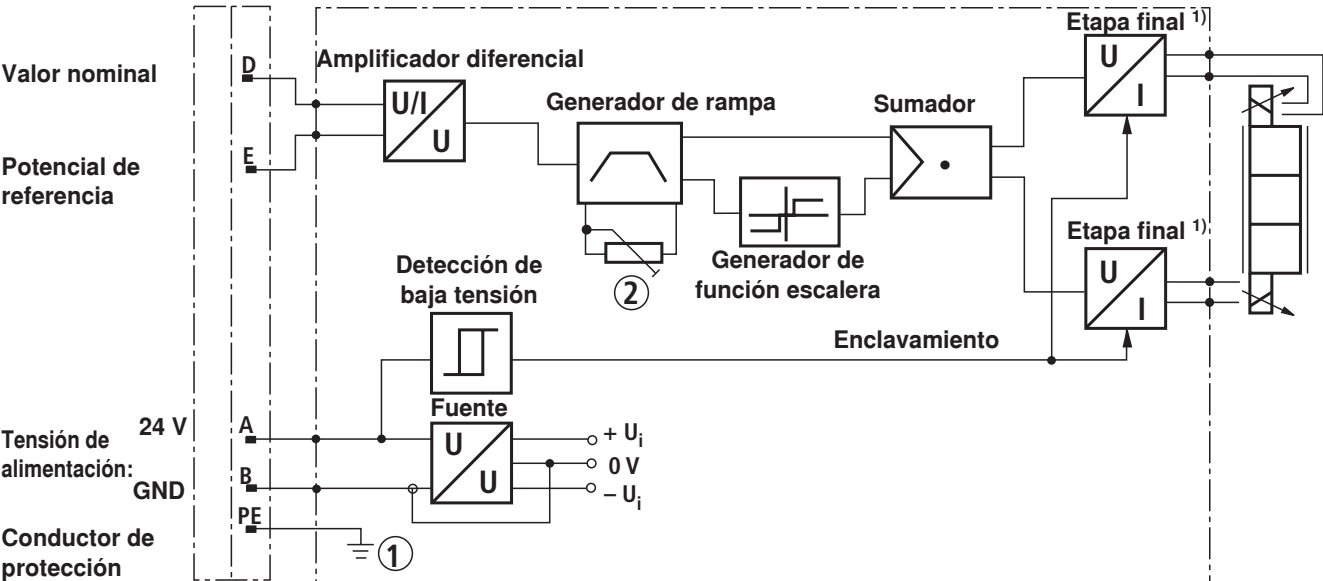 Etapa final 1)
Valor nominal
D
Amplificador diferencial
U
I
U/I
U
Generador de rampa
Sumador
Potencial de
referencia
E
Etapa final 1)
U
I
Detección de
baja tensión
2
Generador de
función escalera
Enclavamiento
Fuente
24 V
A
Tensión de
alimentación:
GND
B
U
U
+ Ui
0 V
– Ui
PE
Conductor de
protección
1